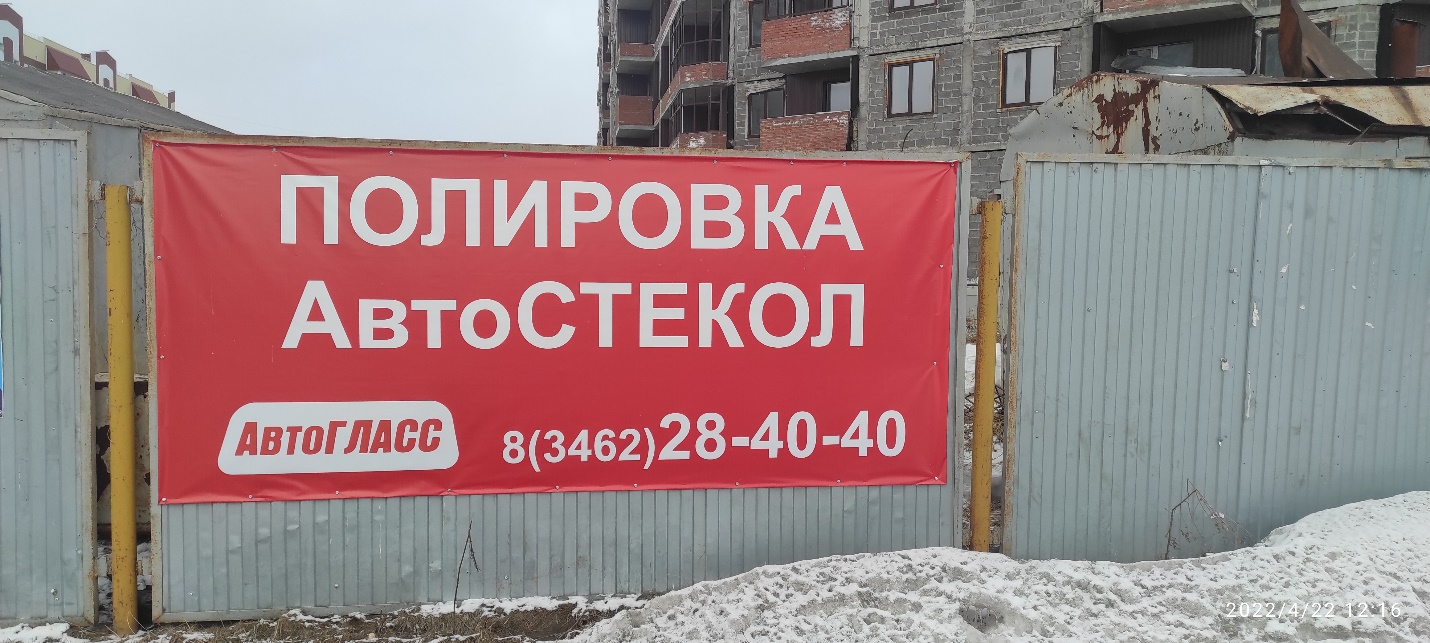 ПОЛИРОВКА
АвтоСТЕКОЛ
АвтоГЛАСС
8(3462)28-40-40
2022/4/22 12:16